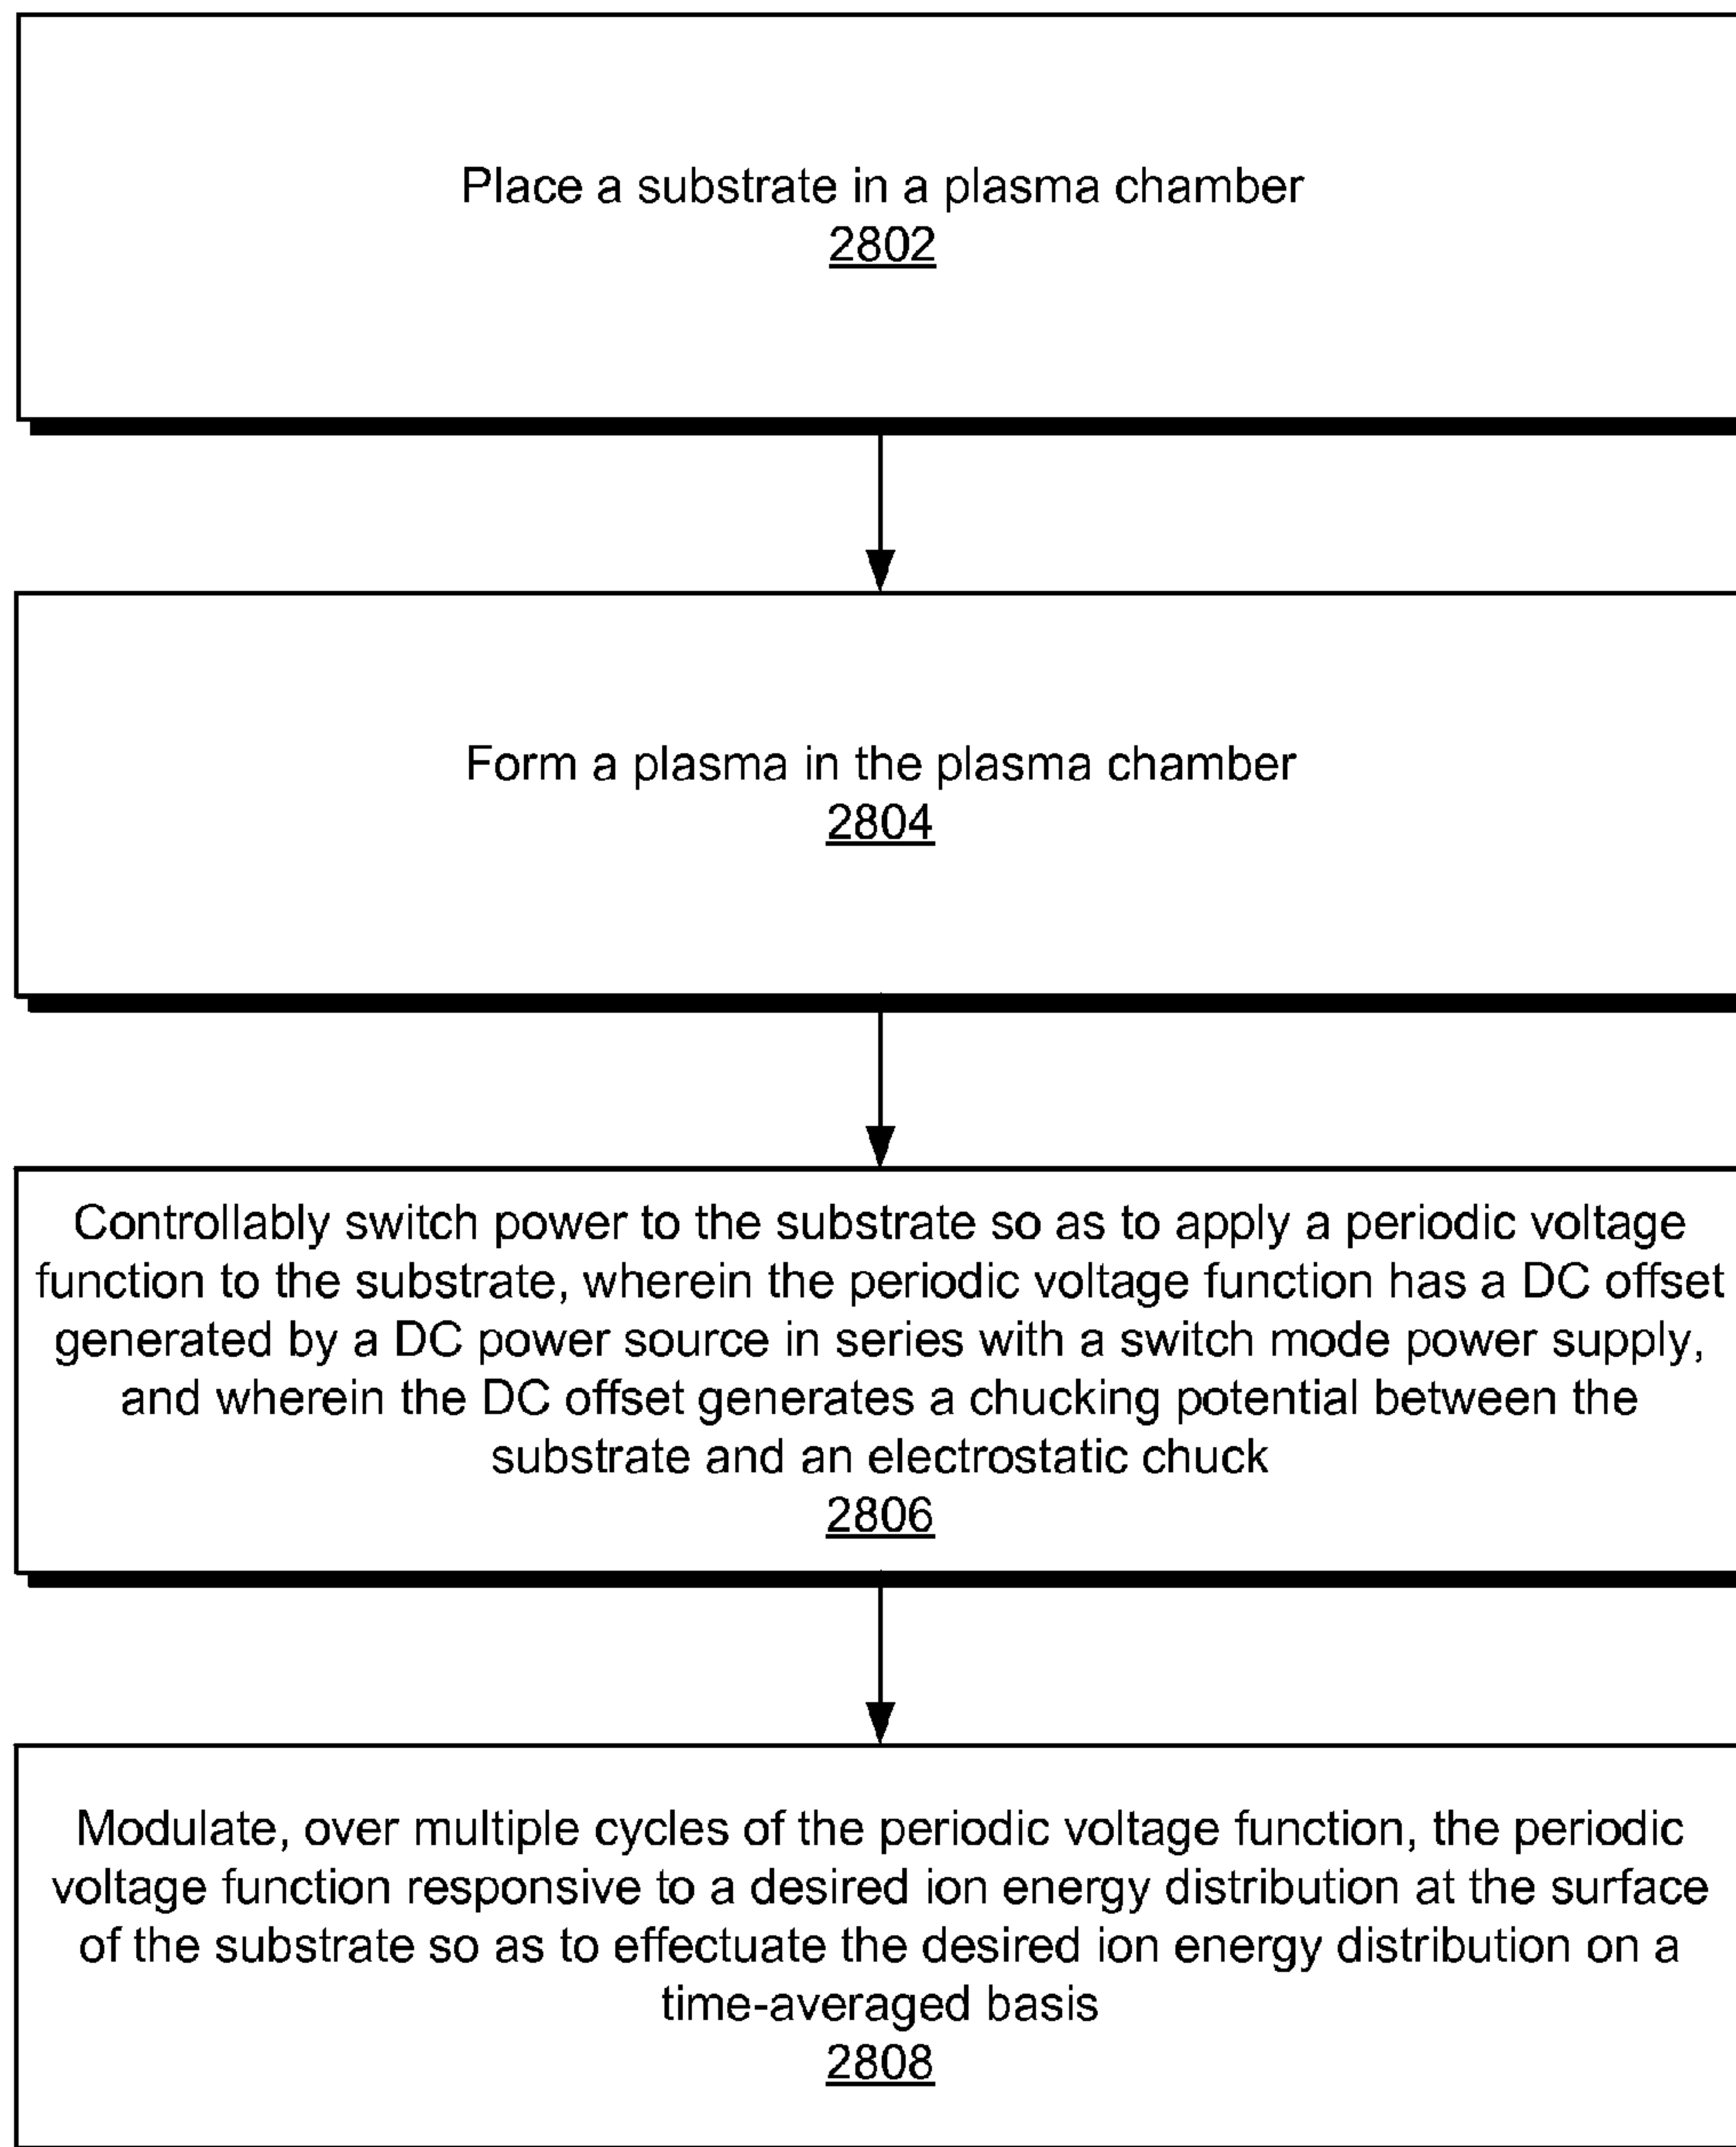 Place a substrate in a plasma chamber
2802
Form a plasma in the plasma chamber
2804
Controllably switch power to the substrate so as to apply a periodic voltage
function to the substrate, wherein the periodic voltage function has a DC offset
generated by a DC power source in series with a switch mode power supply,
and wherein the DC offset generates a chucking potential between the
substrate and an electrostatic chuck
2806
Modulate, over multiple cycles of the periodic voltage function, the periodic
voltage function responsive to a desired ion energy distribution at the surface
of the substrate so as to effectuate the desired ion energy distribution on a
time-averaged basis
2808